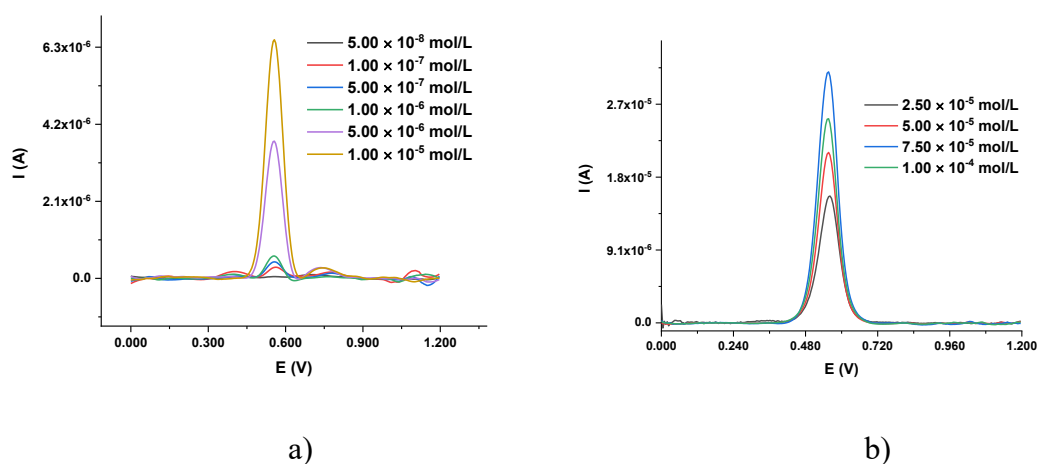 6.3x10⁻⁶
4.2x10⁻⁶
2.1x10⁻⁶
0.0
I (A)
0.000 0.300 0.600 0.900 1.200
E (V)
5.00 × 10⁻⁸ mol/L
1.00 × 10⁻⁷ mol/L
5.00 × 10⁻⁷ mol/L
1.00 × 10⁻⁶ mol/L
5.00 × 10⁻⁶ mol/L
1.00 × 10⁻⁵ mol/L
a)
2.7x10⁻⁵
1.8x10⁻⁵
9.1x10⁻⁶
0.0
I (A)
0.000 0.240 0.480 0.720 0.960 1.200
E (V)
2.50 × 10⁻⁵ mol/L
5.00 × 10⁻⁵ mol/L
7.50 × 10⁻⁵ mol/L
1.00 × 10⁻⁴ mol/L
b)